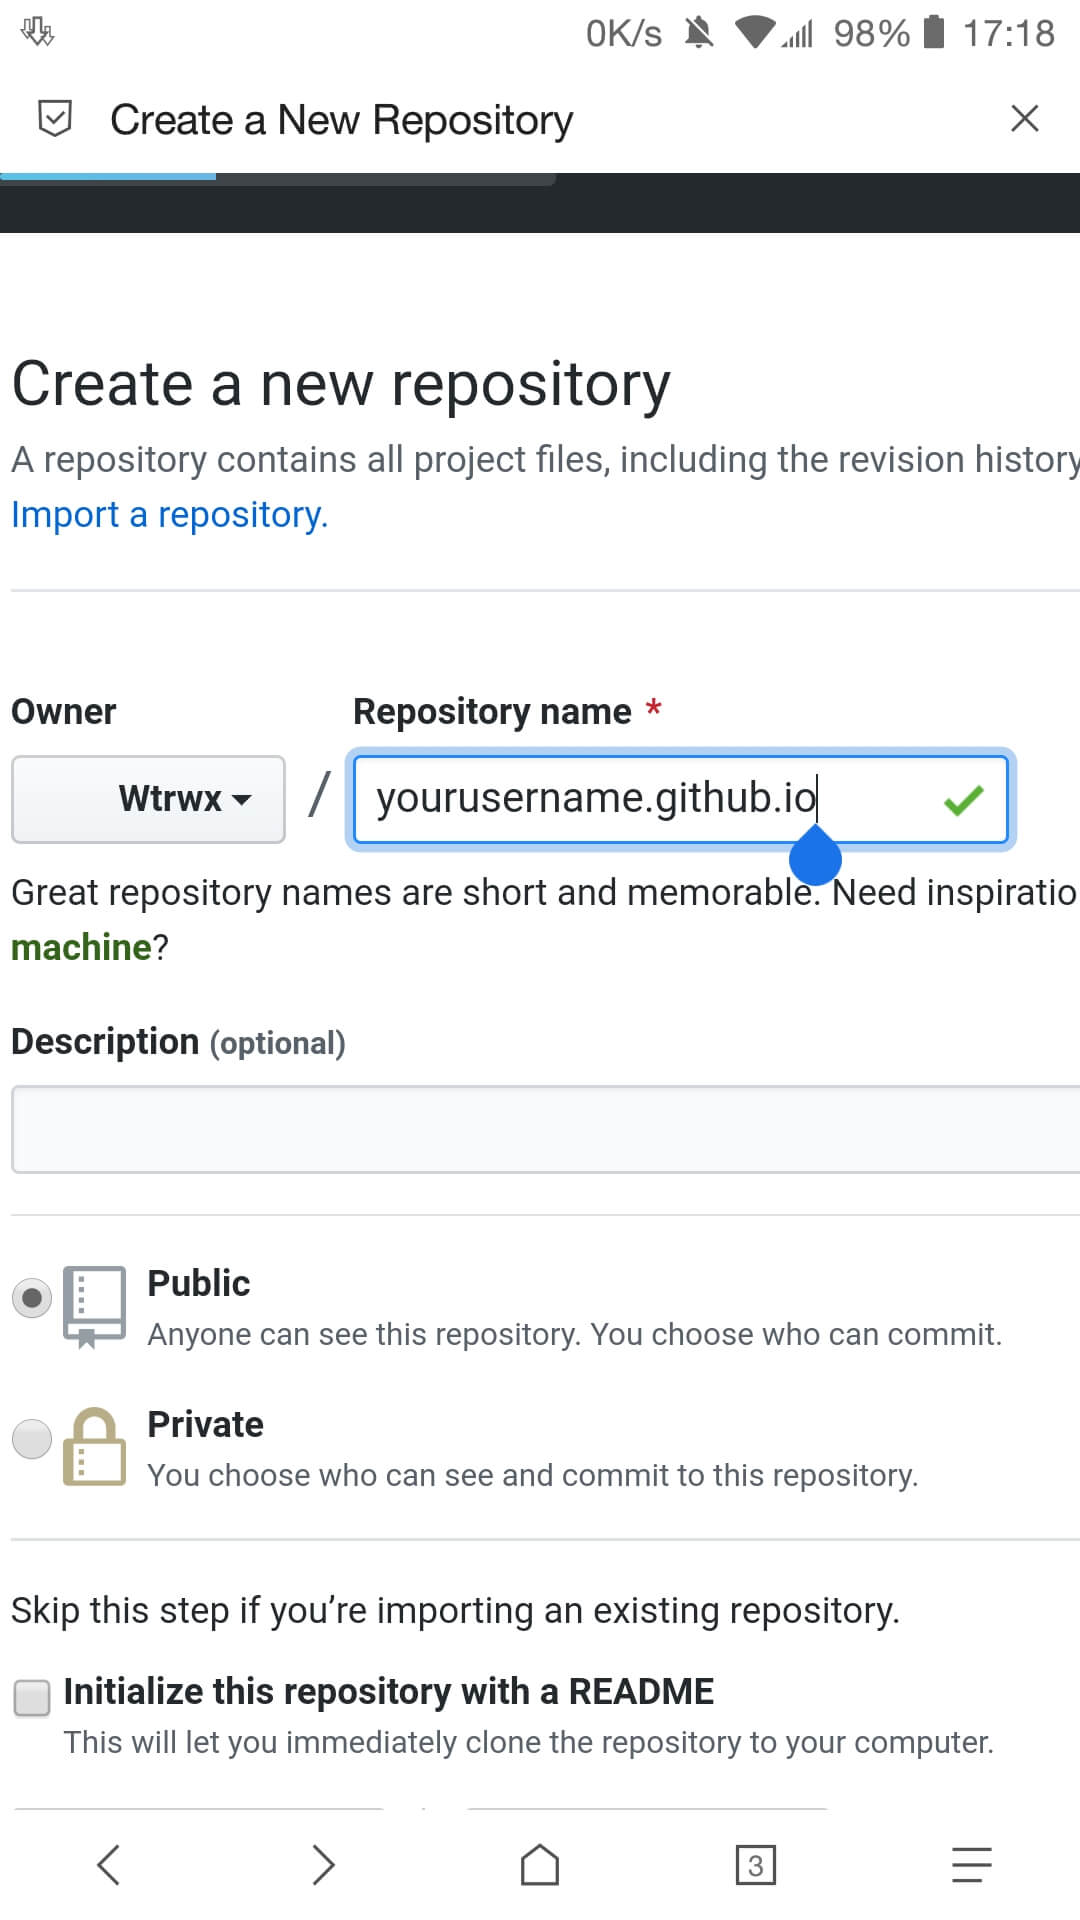 0K/s 98% 17:18
Create a New Repository
Create a new repository
A repository contains all project files, including the revision history
Import a repository.
Owner Repository name *
Wtrwx / yourusername.github.io
Great repository names are short and memorable. Need inspiratio
machine?
Description (optional)
Public
Anyone can see this repository. You choose who can commit.
Private
You choose who can see and commit to this repository.
Skip this step if you’re importing an existing repository.
Initialize this repository with a README
This will let you immediately clone the repository to your computer.
3